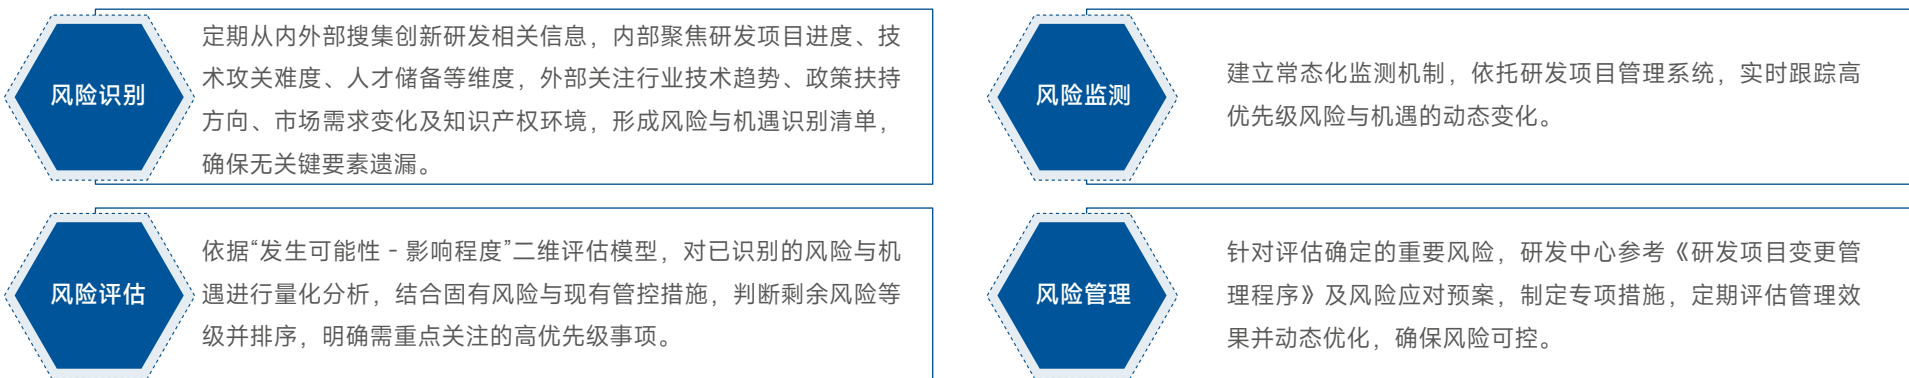 风险识别
定期从内外部搜集创新研发相关信息，内部聚焦研发项目进度、技
术攻关难度、人才储备等维度，外部关注行业技术趋势、政策扶持
方向、市场需求变化及知识产权环境，形成风险与机遇识别清单，
确保无关键要素遗漏。
风险评估
依据“发生可能性 - 影响程度”二维评估模型，对已识别的风险与机
遇进行量化分析，结合固有风险与现有管控措施，判断剩余风险等
级并排序，明确需重点关注的高优先级事项。
风险监测
建立常态化监测机制，依托研发项目管理系统，实时跟踪高
优先级风险与机遇的动态变化。
风险管理
针对评估确定的重要风险，研发中心参考《研发项目变更管
理程序》及风险应对预案，制定专项措施，定期评估管理效
果并动态优化，确保风险可控。